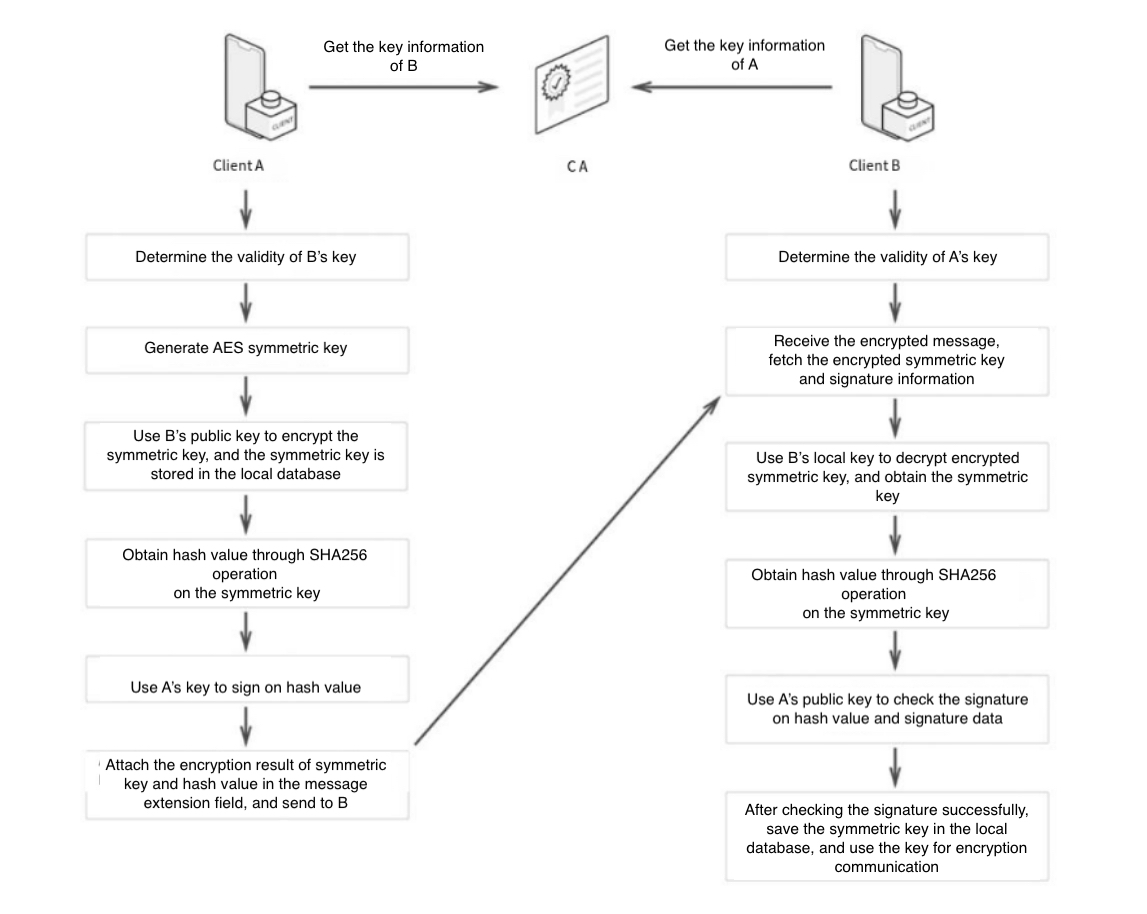 Get the key information
of B
Get the key information
of A
CLIENT
CLIENT
Client A
C A
Client B
Determine the validity of B’s key
Generate AES symmetric key
Use B’s public key to encrypt the
symmetric key, and the symmetric key is
stored in the local database
Obtain hash value through SHA256
operation
on the symmetric key
Use A’s key to sign on hash value
Attach the encryption result of symmetric
key and hash value in the message
extension field, and send to B
Determine the validity of A’s key
Receive the encrypted message,
fetch the encrypted symmetric key
and signature information
Use B’s local key to decrypt encrypted
symmetric key, and obtain the symmetric
key
Obtain hash value through SHA256
operation
on the symmetric key
Use A’s public key to check the signature
on hash value and signature data
After checking the signature successfully,
save the symmetric key in the local
database, and use the key for encryption
communication